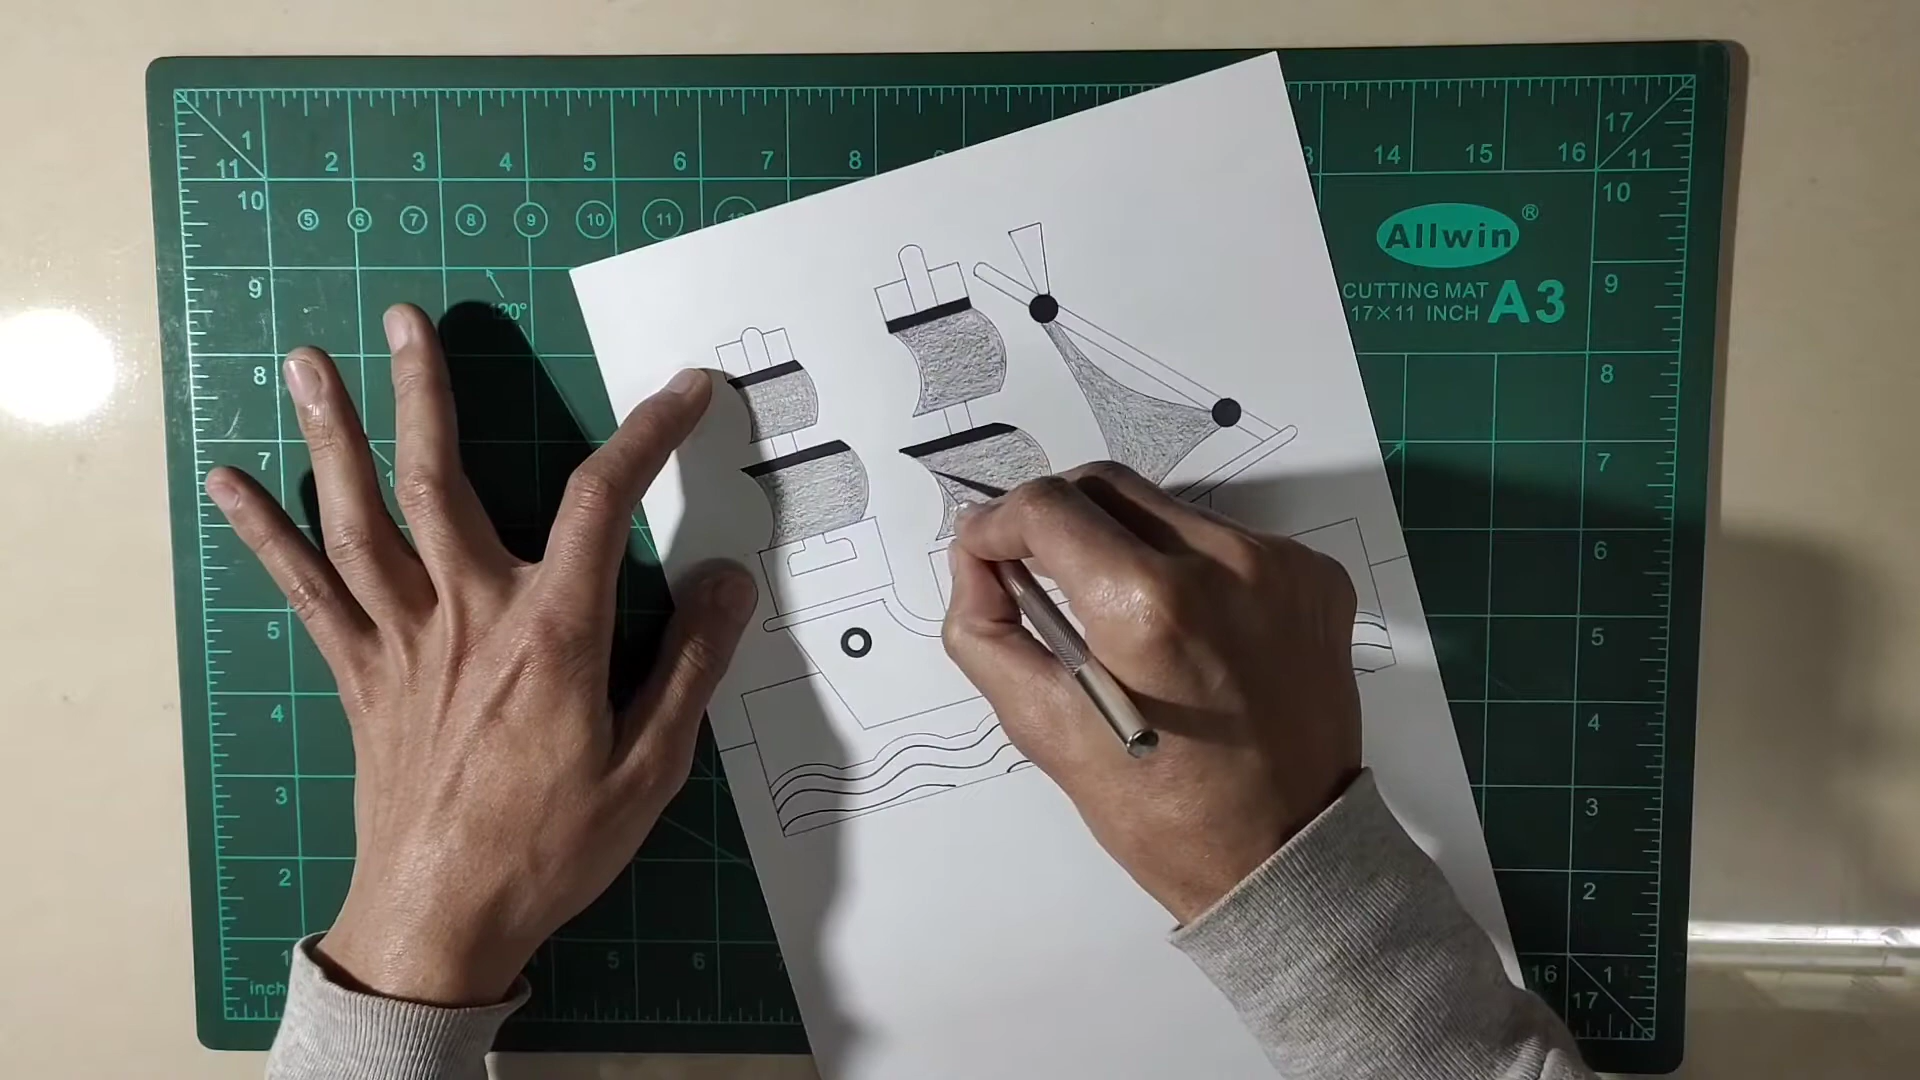 1 2 3 4 5 6 7 8 14 15 16 17
11 11
10 10
5 6 7 8 9 10 11
Allwin ®
CUTTING MAT A3
17×11 INCH
9 9
120°
8 8
7 7
6
5 5
4 4
3 3
2 2
1 5 6 7 16 1
inch 17